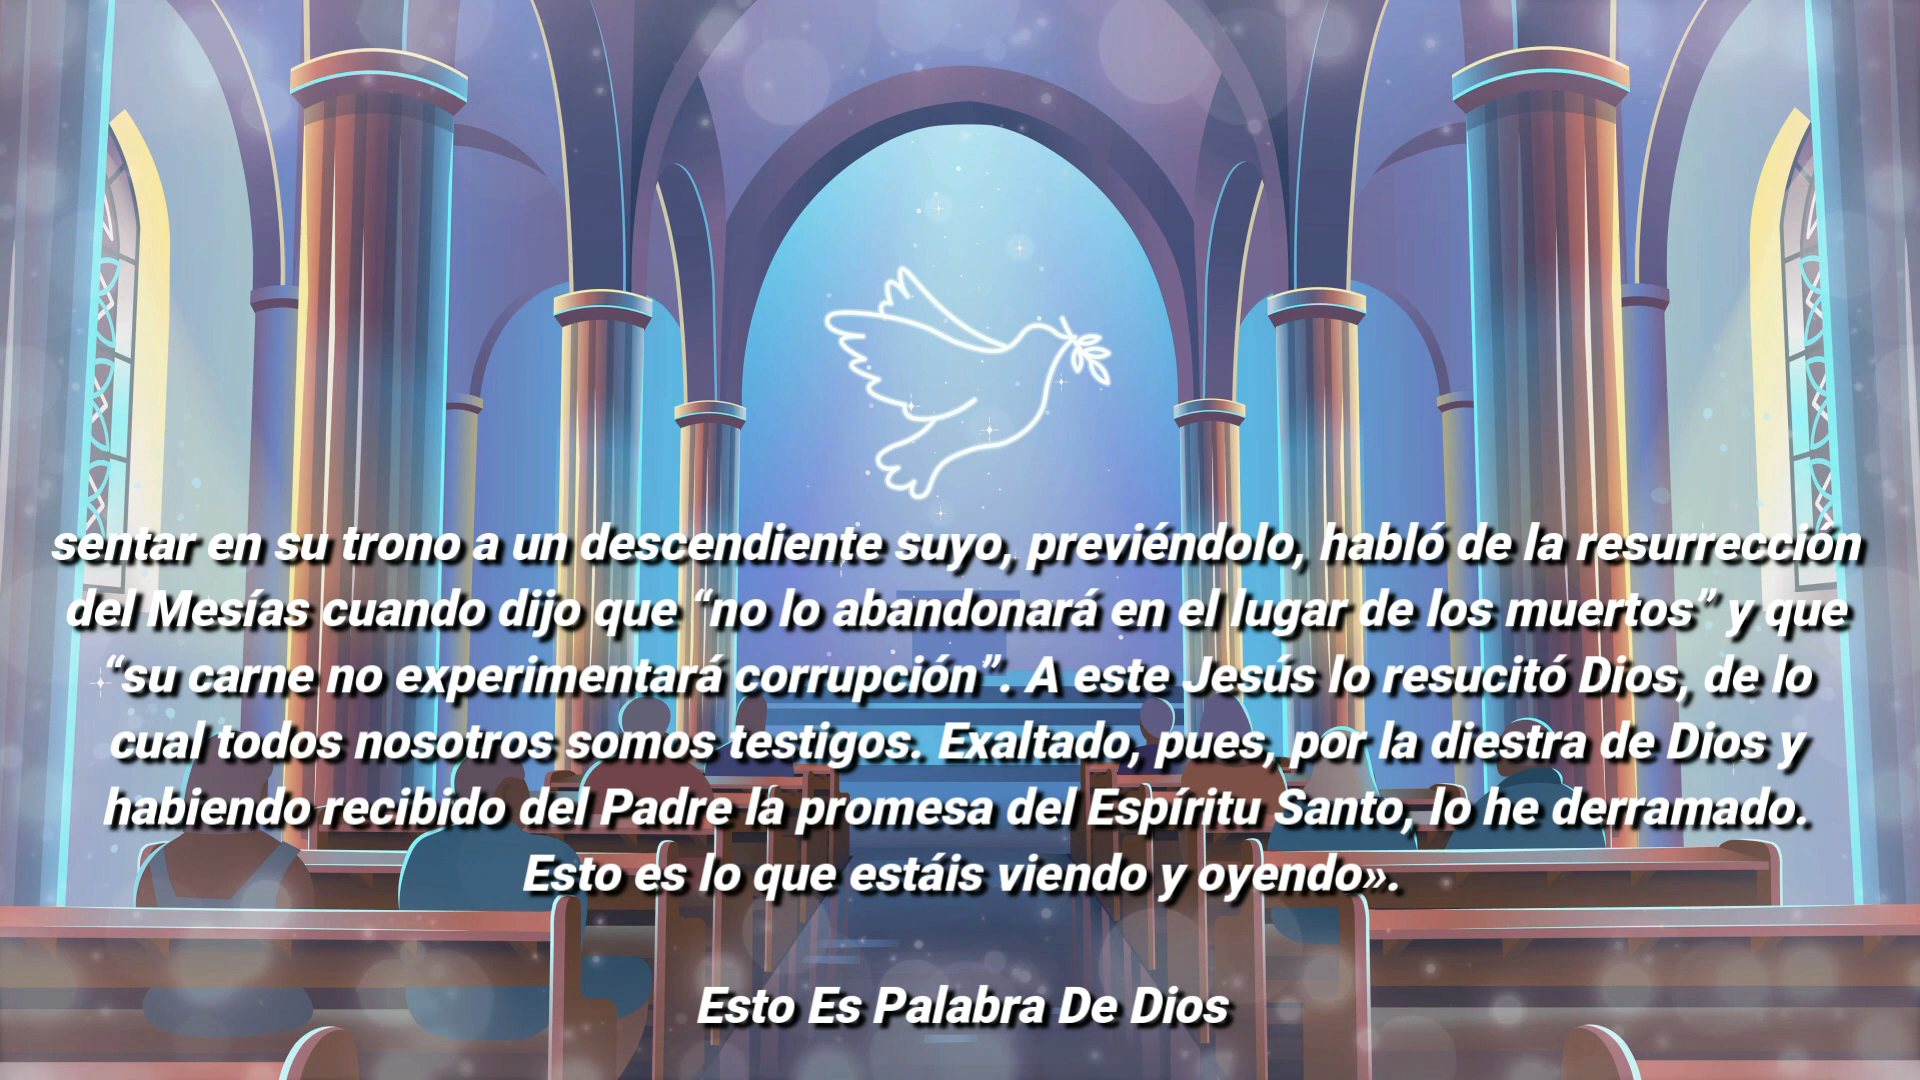 sentar en su trono a un descendiente suyo, previéndolo, habló de la resurrección
del Mesías cuando dijo que “no lo abandonará en el lugar de los muertos” y que
“su carne no experimentará corrupción”. A este Jesús lo resucitó Dios, de lo
cual todos nosotros somos testigos. Exaltado, pues, por la diestra de Dios y
habiendo recibido del Padre la promesa del Espíritu Santo, lo he derramado.
Esto es lo que estáis viendo y oyendo».
Esto Es Palabra De Dios